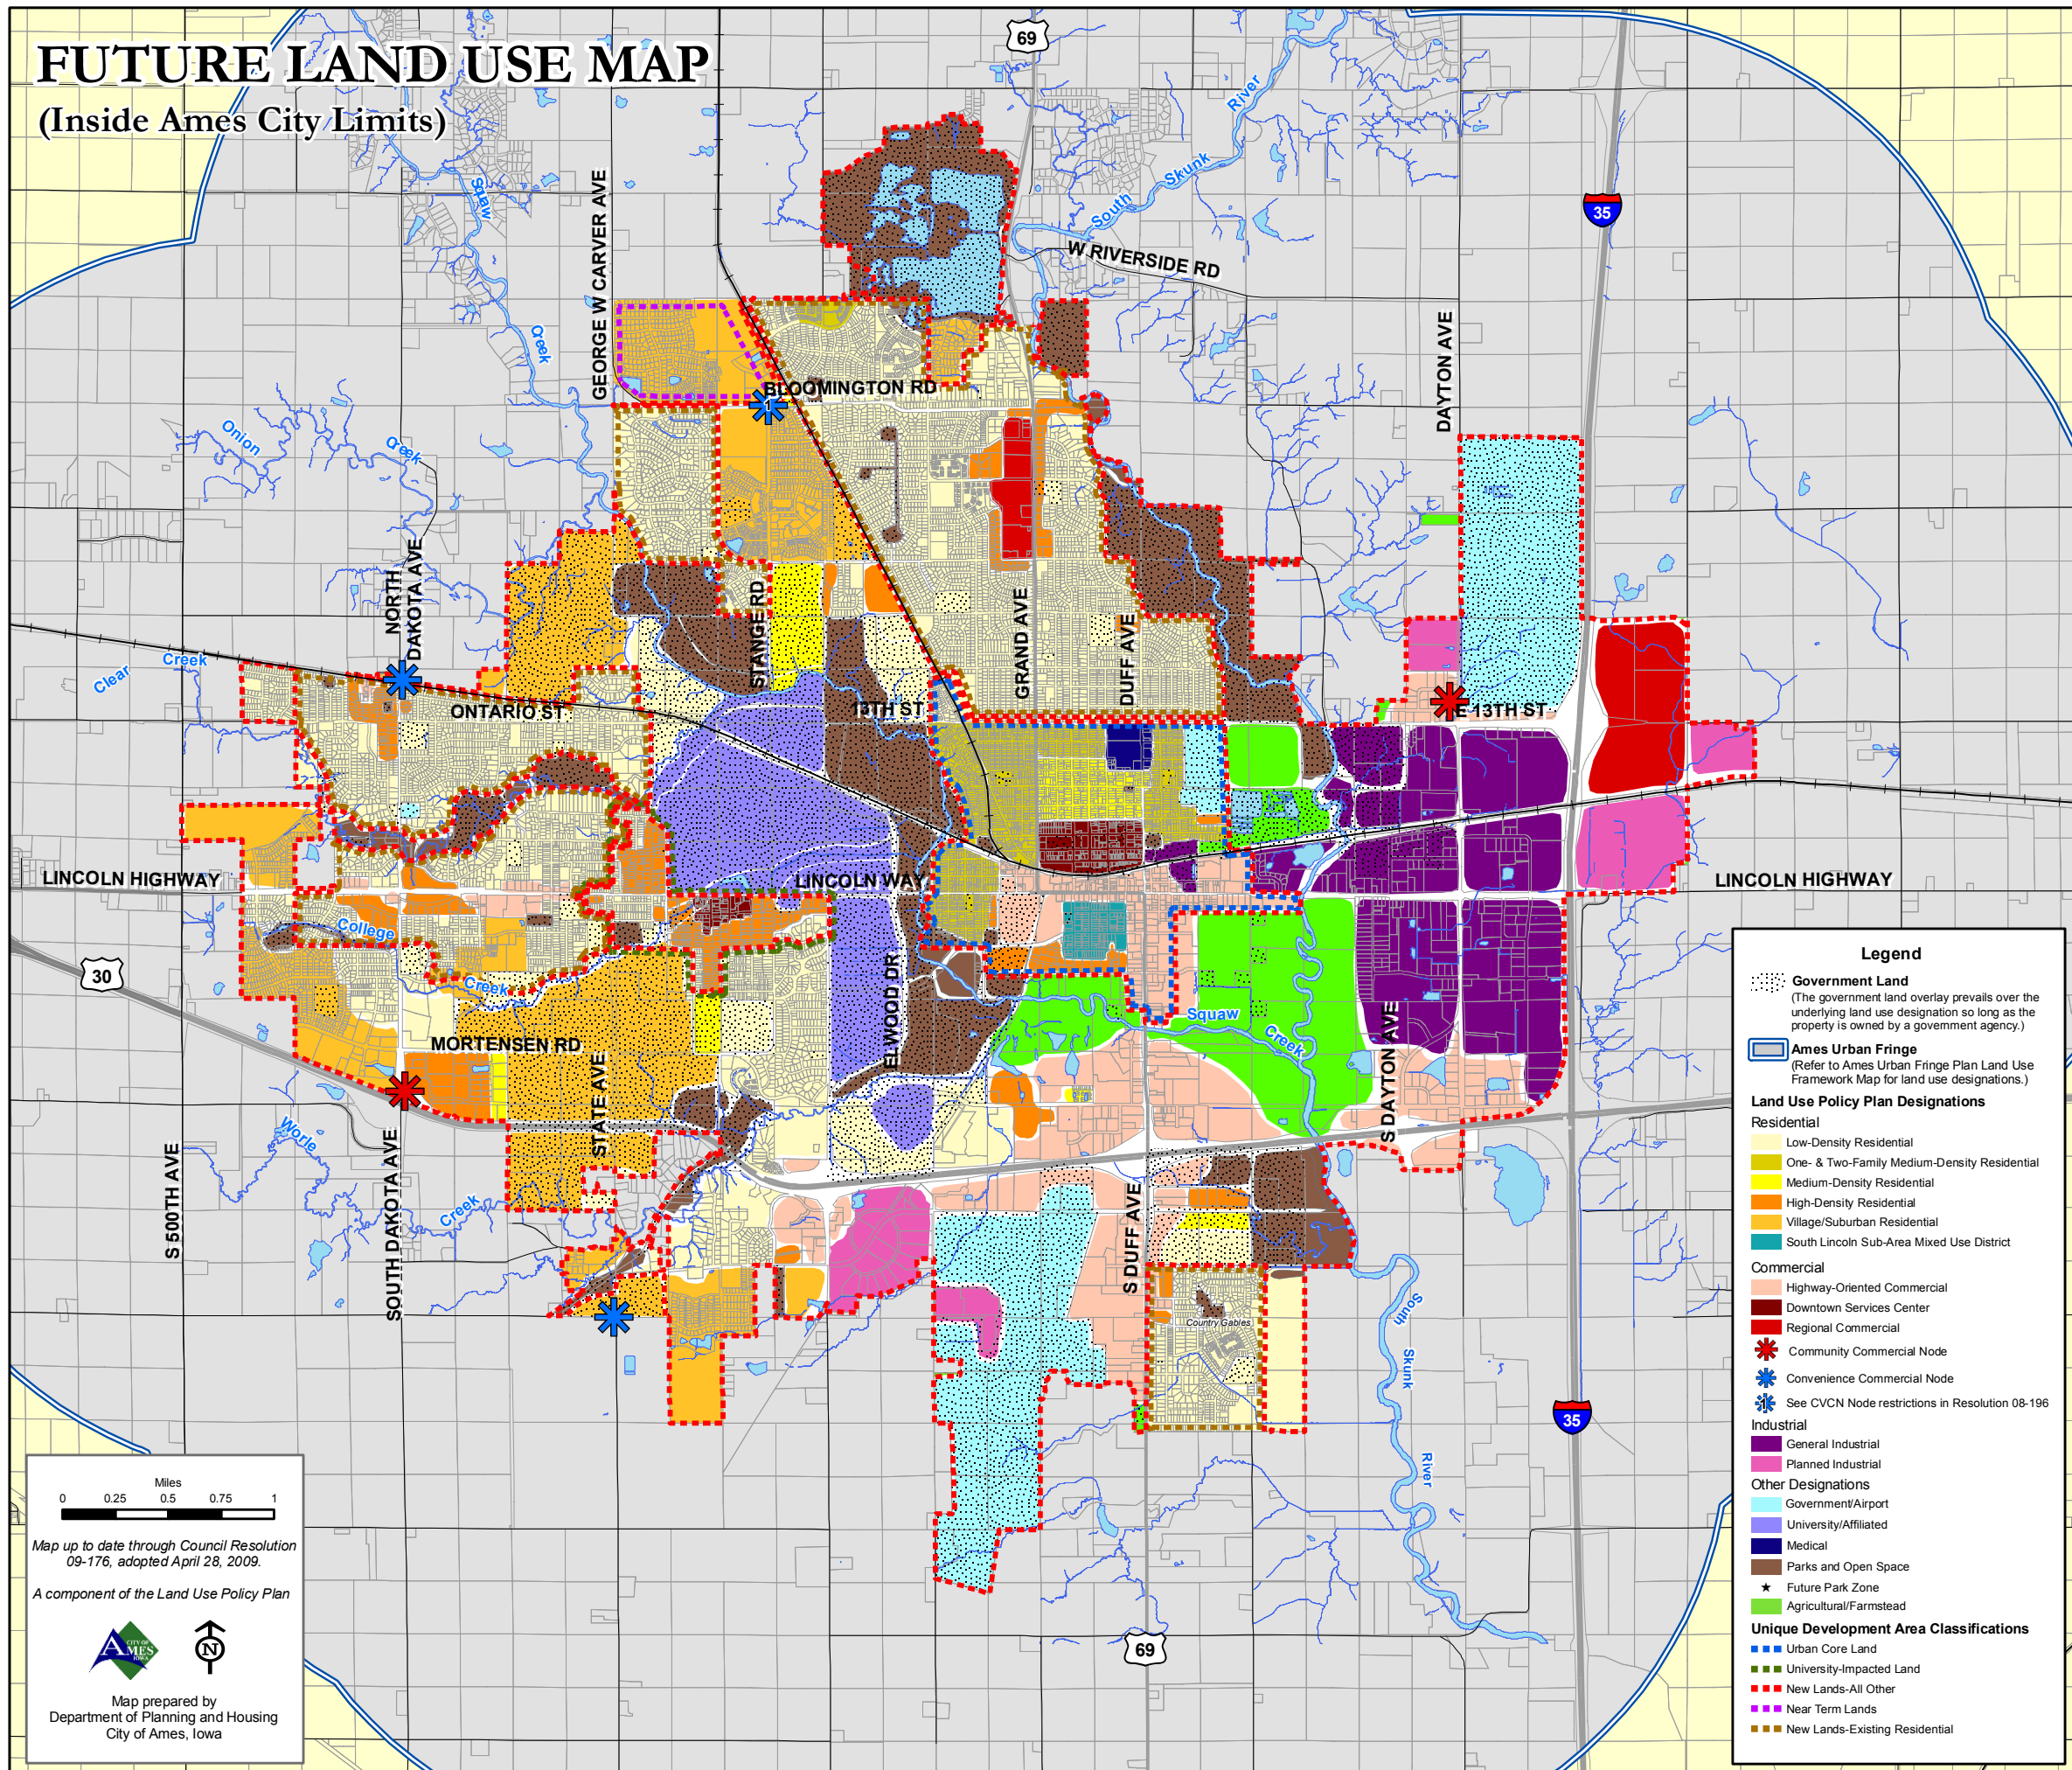 FUTURE LAND USE MAP
(Inside Ames City Limits)
69
South Skunk River
35
W RIVERSIDE RD
GEORGE W CARVER AVE
Squaw Creek
DAYTON AVE
BLOOMINGTON RD
1
Onion Creek
NORTH
DAKOTA AVE
STANGE RD
GRAND AVE
DUFF AVE
Clear Creek
ONTARIO ST
13TH ST
E 13TH ST
LINCOLN HIGHWAY
LINCOLN WAY
LINCOLN HIGHWAY
College Creek
30
ELWOOD DR
Squaw Creek
MORTENSEN RD
STATE AVE
S DAYTON AVE
Worle Creek
S 500TH AVE
SOUTH DAKOTA AVE
S DUFF AVE
Country Gables
South Skunk River
35
69
Miles
0 0.25 0.5 0.75 1
Map up to date through Council Resolution
09-176, adopted April 28, 2009.
A component of the Land Use Policy Plan
CITY OF
AMES
IOWA
N
Map prepared by
Department of Planning and Housing
City of Ames, Iowa
Legend
Government Land
(The government land overlay prevails over the
underlying land use designation so long as the
property is owned by a government agency.)
Ames Urban Fringe
(Refer to Ames Urban Fringe Plan Land Use
Framework Map for land use designations.)
Land Use Policy Plan Designations
Residential
Low-Density Residential
One- & Two-Family Medium-Density Residential
Medium-Density Residential
High-Density Residential
Village/Suburban Residential
South Lincoln Sub-Area Mixed Use District
Commercial
Highway-Oriented Commercial
Downtown Services Center
Regional Commercial
Community Commercial Node
Convenience Commercial Node
1 See CVCN Node restrictions in Resolution 08-196
Industrial
General Industrial
Planned Industrial
Other Designations
Government/Airport
University/Affiliated
Medical
Parks and Open Space
Future Park Zone
Agricultural/Farmstead
Unique Development Area Classifications
Urban Core Land
University-Impacted Land
New Lands-All Other
Near Term Lands
New Lands-Existing Residential